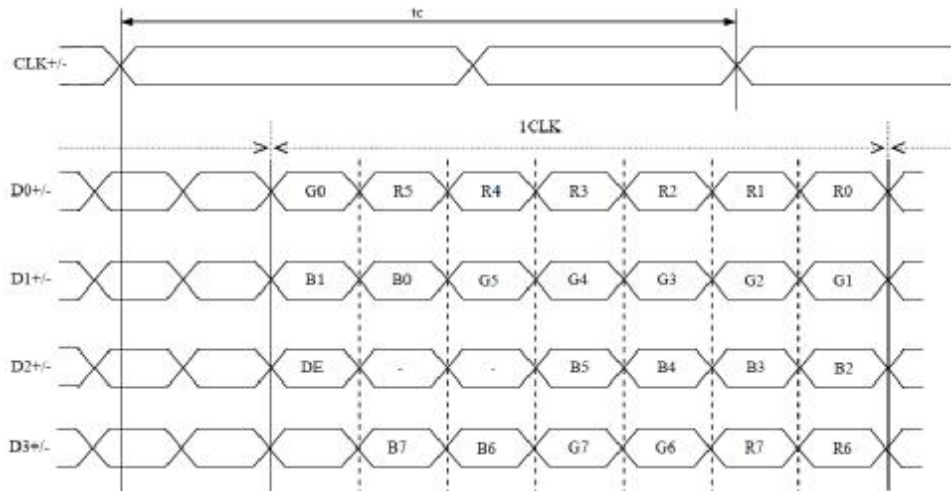 tc
CLK+/-
1CLK
D0+/- G0 R5 R4 R3 R2 R1 R0
D1+/- B1 B0 G5 G4 G3 G2 G1
D2+/- DE - - B5 B4 B3 B2
D3+/- B7 B6 G7 G6 R7 R6